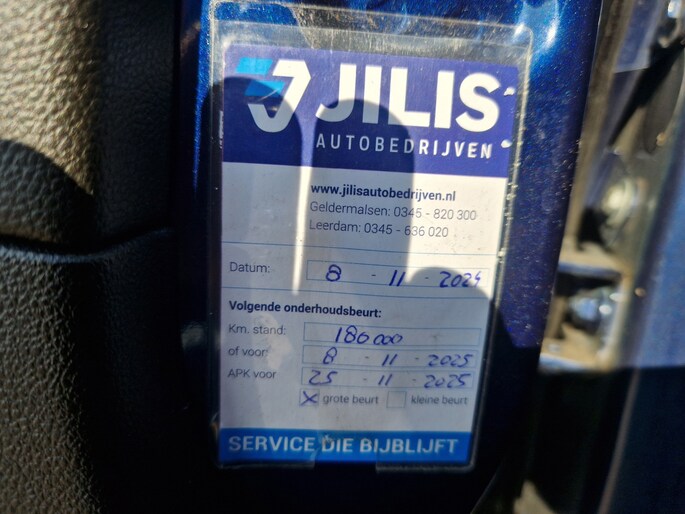 JILIS
AUTOBEDRIJVEN
www.jilisautobedrijven.nl
Geldermalsen: 0345 - 820 300
Leerdam: 0345 - 636 020
Datum: 8 - 11 - 2024
Volgende onderhoudsbeurt:
Km. stand: 186000
of voor: 8 - 11 - 2025
APK voor 25 - 11 - 2025
x grote beurt kleine beurt
SERVICE DIE BIJBLIJFT